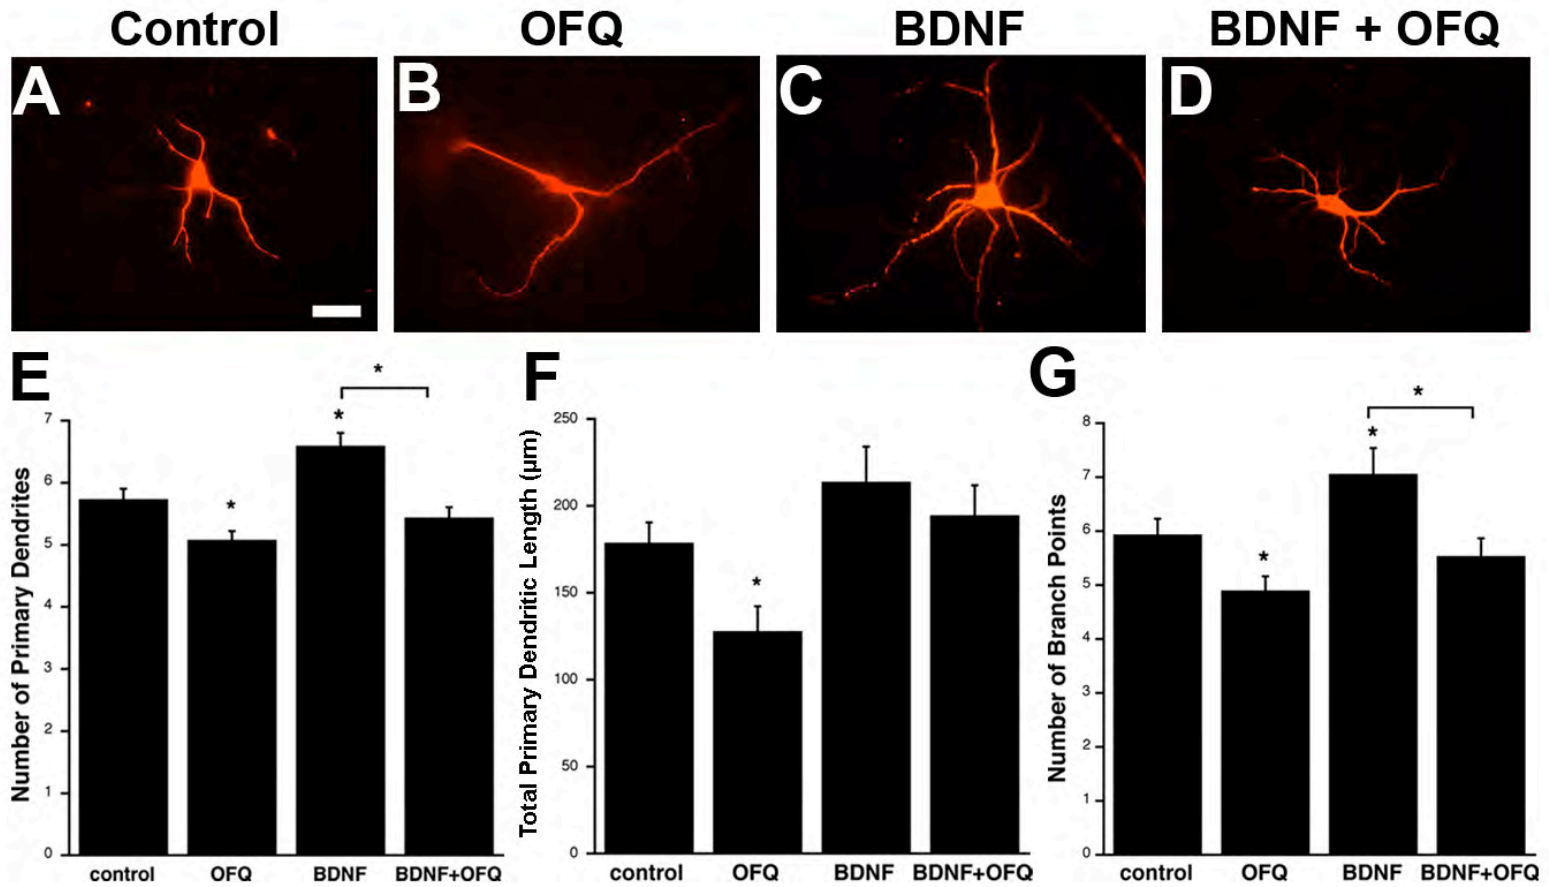 Control OFQ BDNF BDNF + OFQ
A B C D
E
*
*
*
Number of Primary Dendrites
7
6
5
4
3
2
1
0
control OFQ BDNF BDNF+OFQ
F
*
Total Primary Dendritic Length (µm)
250
200
150
100
50
0
control OFQ BDNF BDNF+OFQ
G
*
*
*
Number of Branch Points
8
7
6
5
4
3
2
1
0
control OFQ BDNF BDNF+OFQ